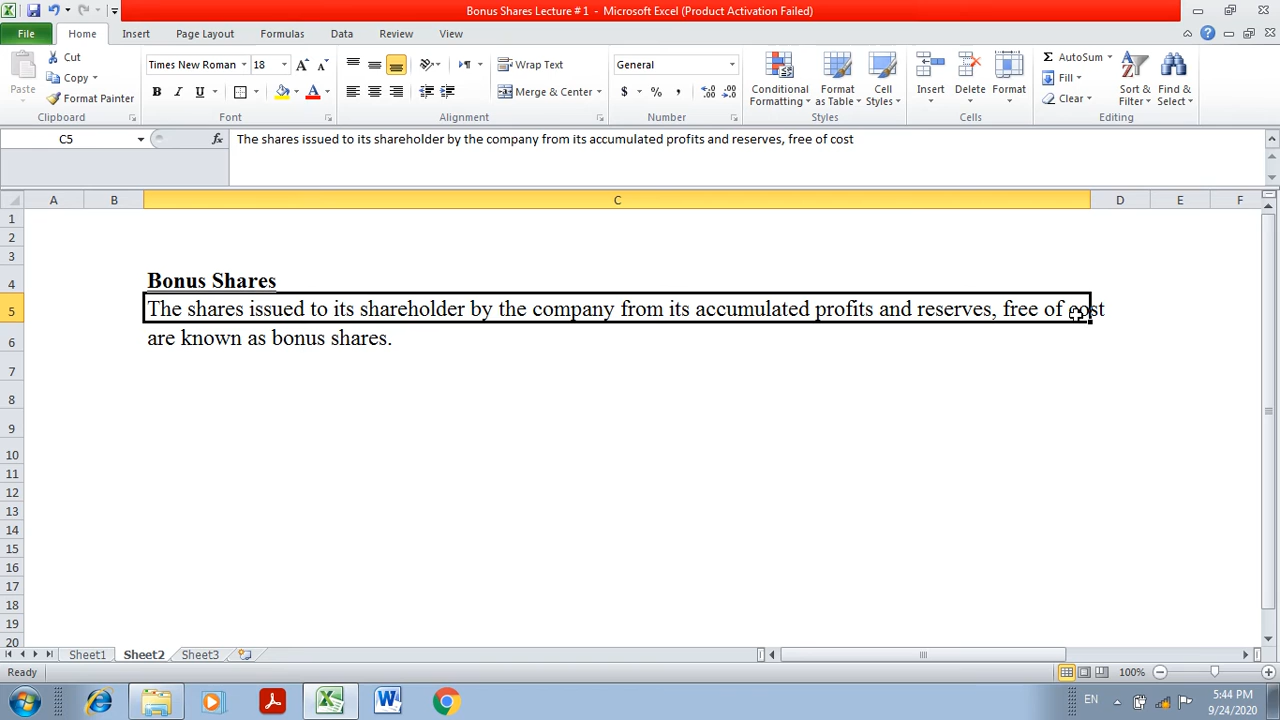 Bonus Shares Lecture # 1 - Microsoft Excel (Product Activation Failed)
File Home Insert Page Layout Formulas Data Review View
Cut
Copy
Format Painter
Paste
Clipboard
Times New Roman 18
B I U
Font
Wrap Text
Merge & Center
Alignment
General
$ % ,
Number
Conditional Formatting
Format as Table
Cell Styles
Styles
Insert Delete Format
Cells
AutoSum
Fill
Clear
Sort & Filter
Find & Select
Editing
C5 fx The shares issued to its shareholder by the company from its accumulated profits and reserves, free of cost
A B C D E F
1
2
3
4 Bonus Shares
5 The shares issued to its shareholder by the company from its accumulated profits and reserves, free of cost
6 are known as bonus shares.
7
8
9
10
11
12
13
14
15
16
17
18
19
20
Sheet1 Sheet2 Sheet3
Ready 100%
EN 5:44 PM
9/24/2020